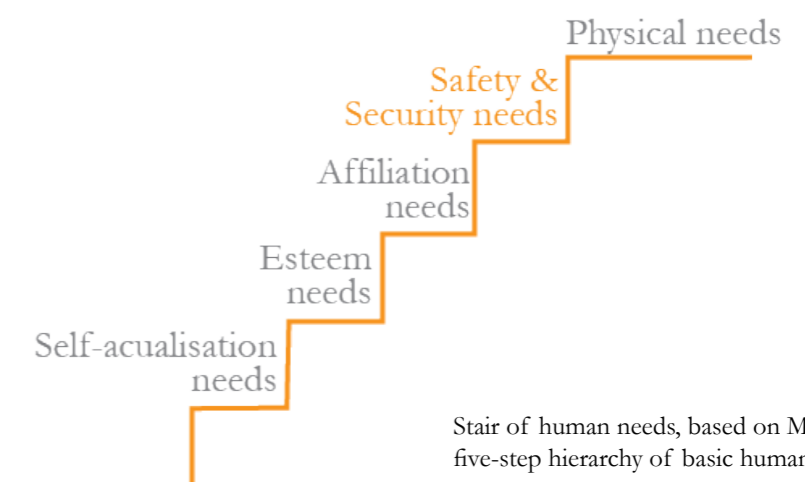 Physical needs
Safety &
Security needs
Affiliation
needs
Esteem
needs
Self-acualisation
needs
Stair of human needs, based on
five-step hierarchy of basic human